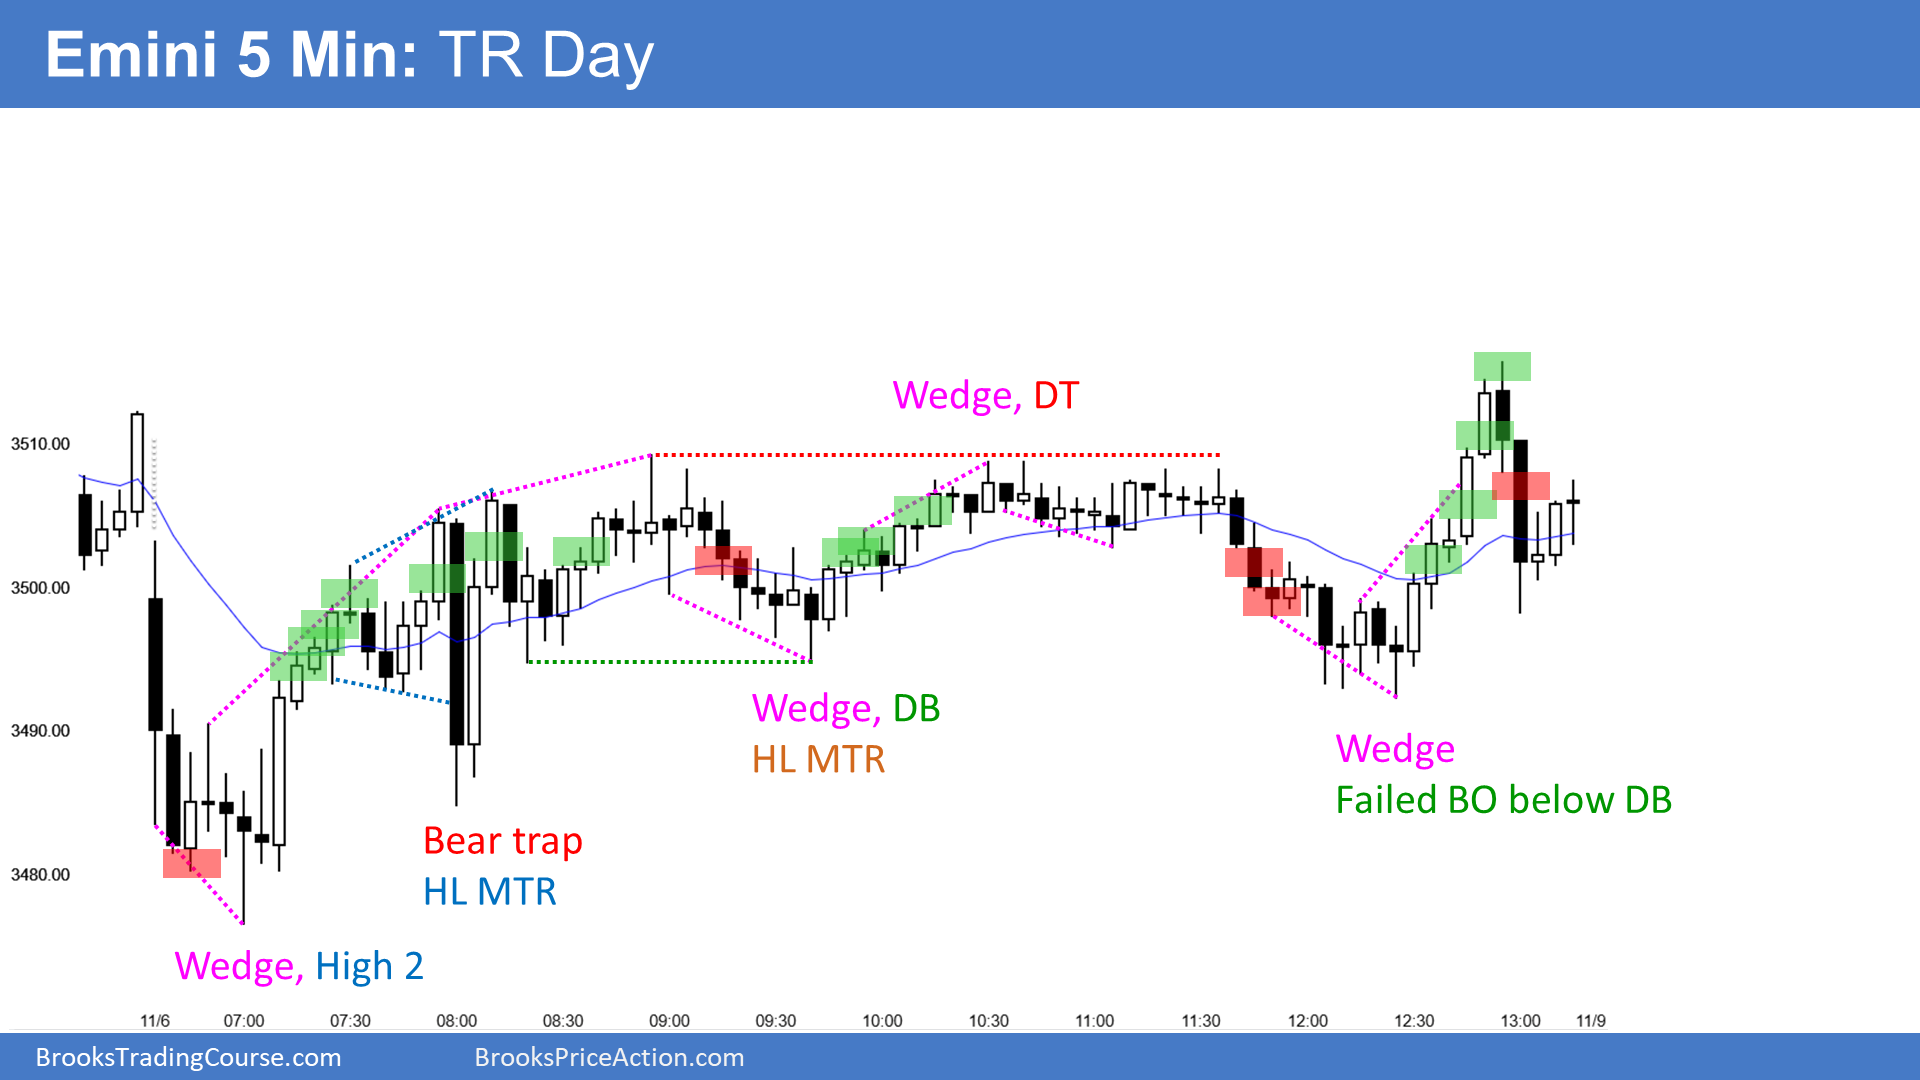 Emini 5 Min: TR Day
Wedge, DT
3510.00
3500.00
3490.00
3480.00
Wedge, DB
HL MTR
Wedge
Failed BO below DB
Bear trap
HL MTR
Wedge, High 2
11/6 07:00 07:30 08:00 08:30 09:00 09:30 10:00 10:30 11:00 11:30 12:00 12:30 13:00 11/9
BrooksTradingCourse.com BrooksPriceAction.com